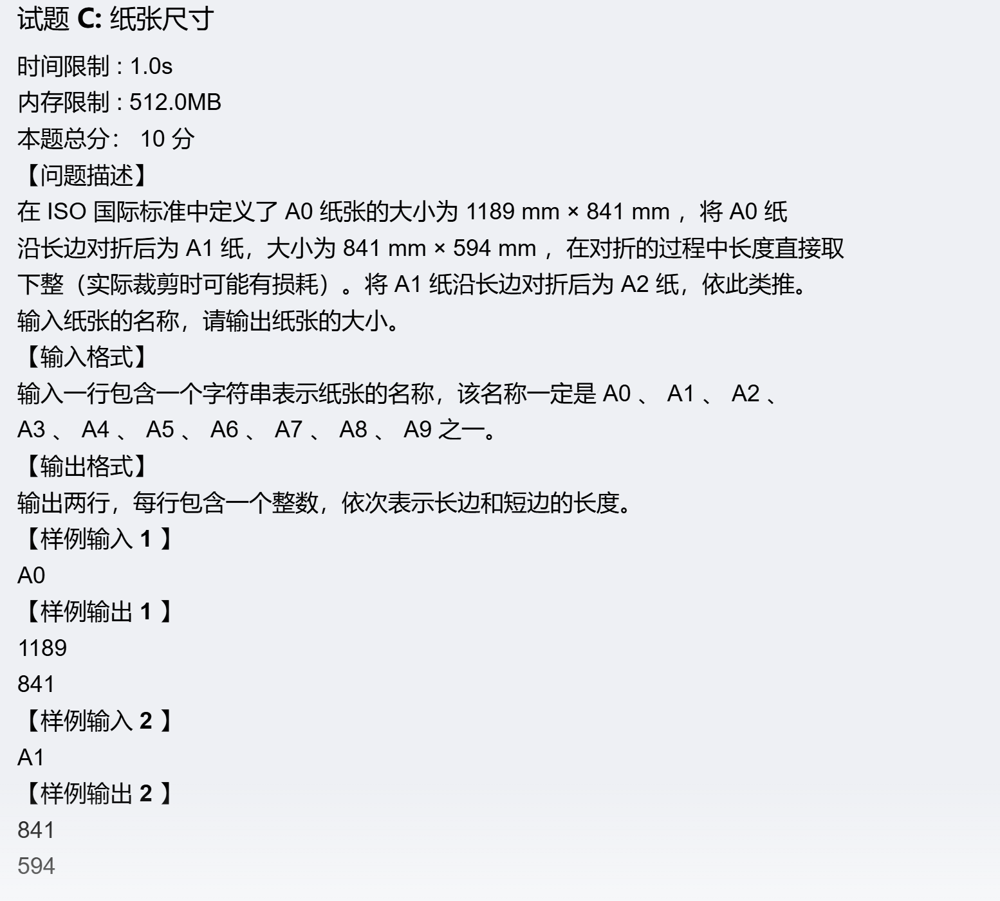 试题 C: 纸张尺寸
时间限制 : 1.0s
内存限制 : 512.0MB
本题总分： 10 分
【问题描述】
在 ISO 国际标准中定义了 A0 纸张的大小为 1189 mm × 841 mm ，将 A0 纸
沿长边对折后为 A1 纸，大小为 841 mm × 594 mm ，在对折的过程中长度直接取
下整（实际裁剪时可能有损耗）。将 A1 纸沿长边对折后为 A2 纸，依此类推。
输入纸张的名称，请输出纸张的大小。
【输入格式】
输入一行包含一个字符串表示纸张的名称，该名称一定是 A0 、 A1 、 A2 、
A3 、 A4 、 A5 、 A6 、 A7 、 A8 、 A9 之一。
【输出格式】
输出两行，每行包含一个整数，依次表示长边和短边的长度。
【样例输入 1 】
A0
【样例输出 1 】
1189
841
【样例输入 2 】
A1
【样例输出 2 】
841
594